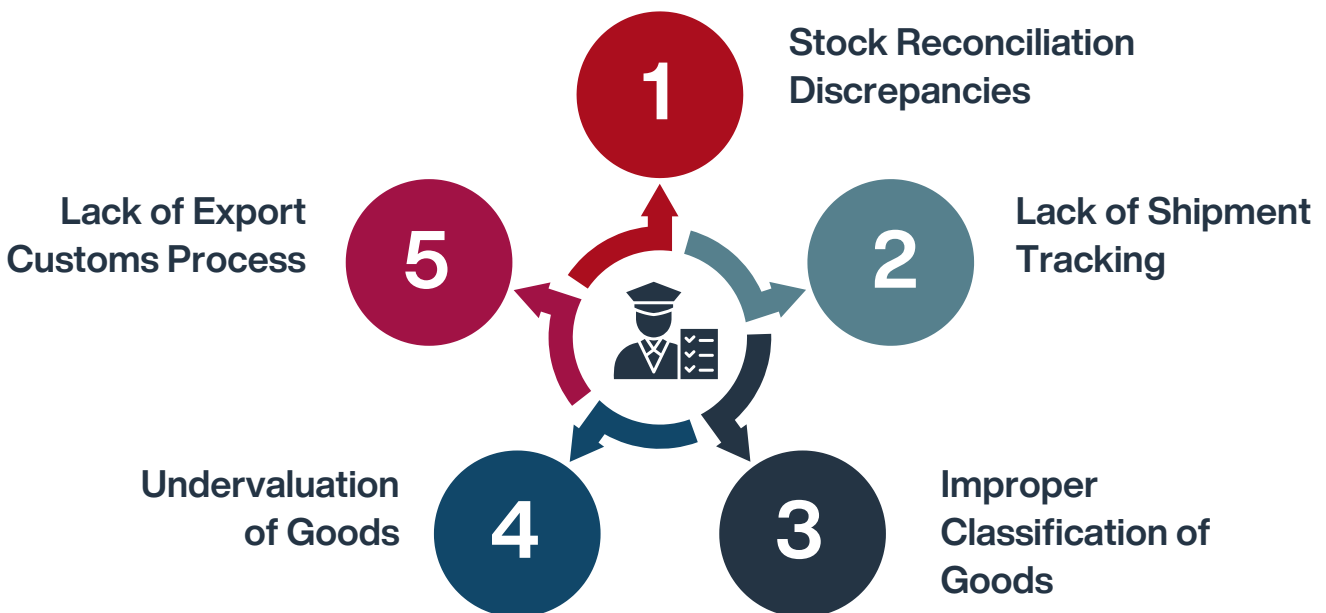 1
Stock Reconciliation
Discrepancies
2
Lack of Shipment
Tracking
3
Improper
Classification of
Goods
4
Undervaluation
of Goods
5
Lack of Export
Customs Process